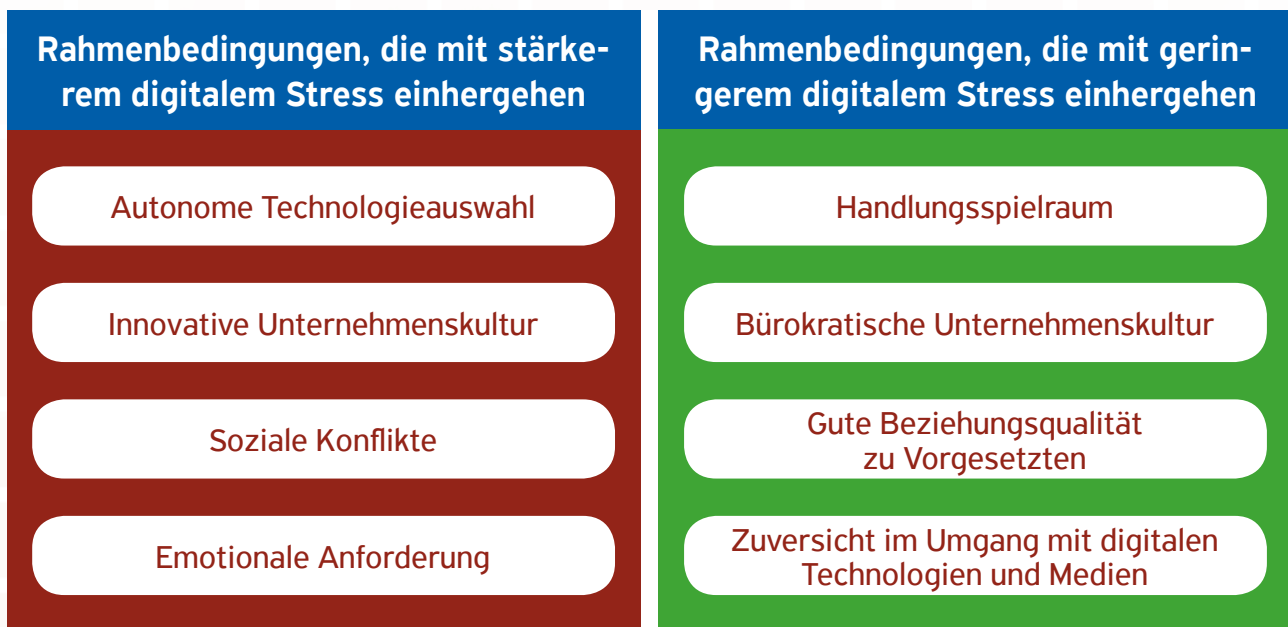 Rahmenbedingungen, die mit stärke-
rem digitalem Stress einhergehen
Autonome Technologieauswahl
Innovative Unternehmenskultur
Soziale Konflikte
Emotionale Anforderung
Rahmenbedingungen, die mit gerin-
gerem digitalem Stress einhergehen
Handlungsspielraum
Bürokratische Unternehmenskultur
Gute Beziehungsqualität
zu Vorgesetzten
Zuversicht im Umgang mit digitalen
Technologien und Medien